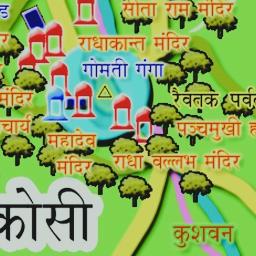 सीता राम मंदिर
राधाकान्त मंदिर
गोमती गंगा
रैवतक पर्वत
मंदिर
पञ्चमुखी ह
चार्य
महादेव
मंदिर
राधा वल्लभ मंदिर
कोसी
कुशवन